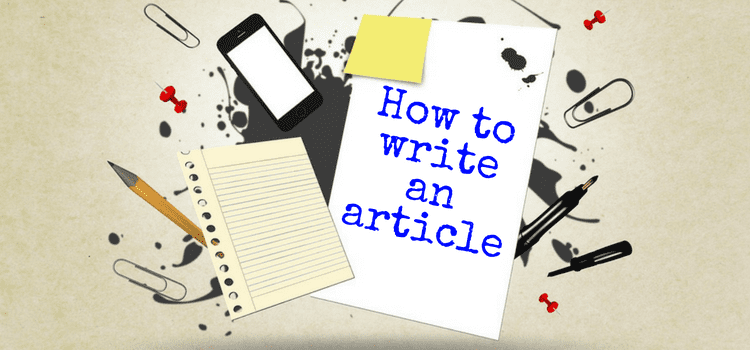 How to
write
an
article